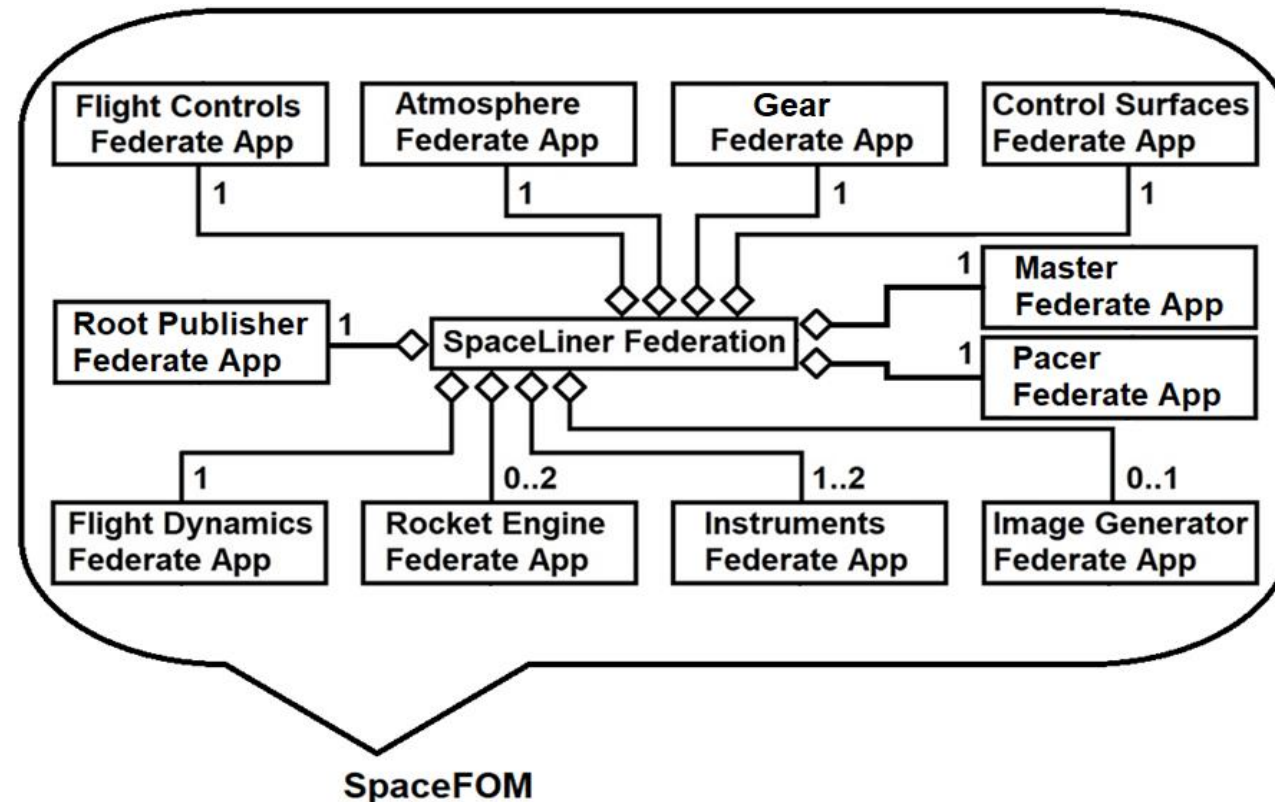 Flight Controls
Federate App
Atmosphere
Federate App
Gear
Federate App
Control Surfaces
Federate App
1
1
1
1
Root Publisher
Federate App
1
SpaceLiner Federation
1
Master
Federate App
1
Pacer
Federate App
1
0..2
1..2
0..1
Flight Dynamics
Federate App
Rocket Engine
Federate App
Instruments
Federate App
Image Generator
Federate App
SpaceFOM